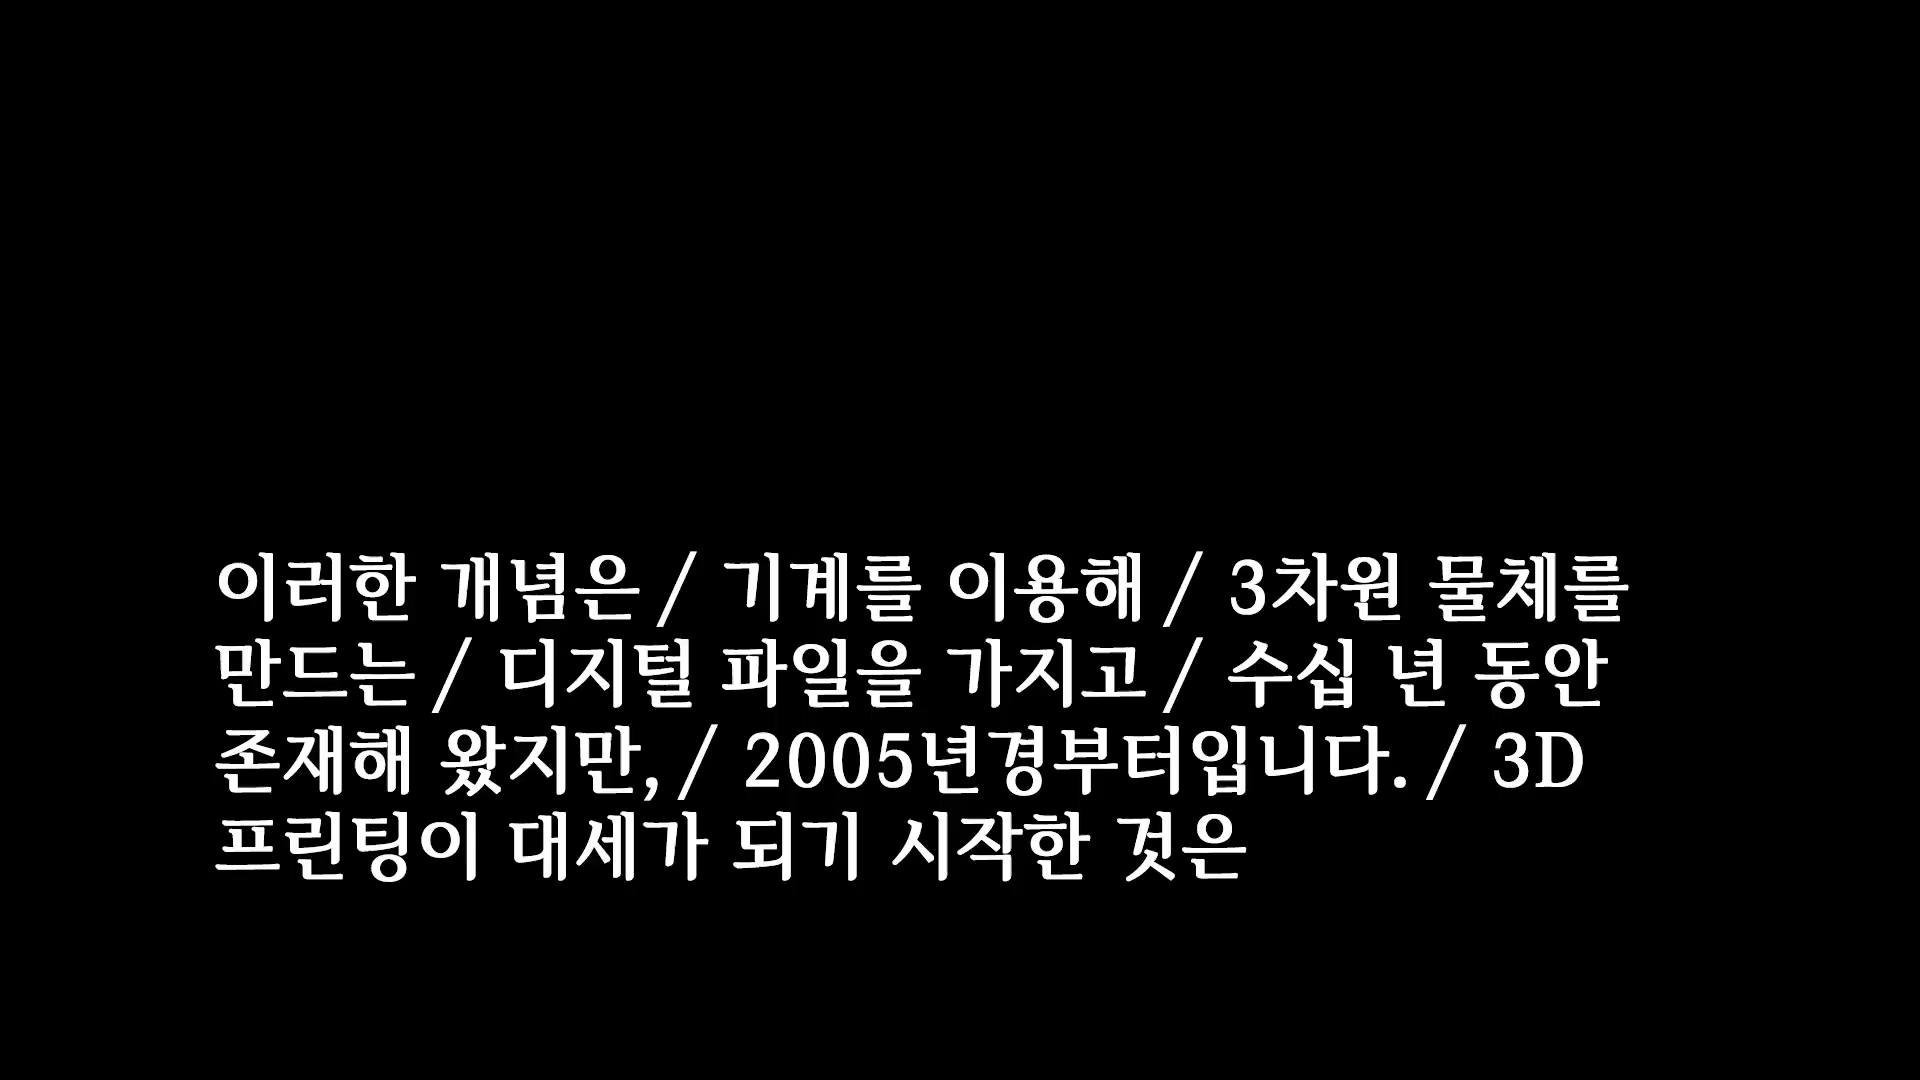 이러한 개념은 / 기계를 이용해 / 3차원 물체를
만드는 / 디지털 파일을 가지고 / 수십 년 동안
존재해 왔지만, / 2005년경부터입니다. / 3D
프린팅이 대세가 되기 시작한 것은